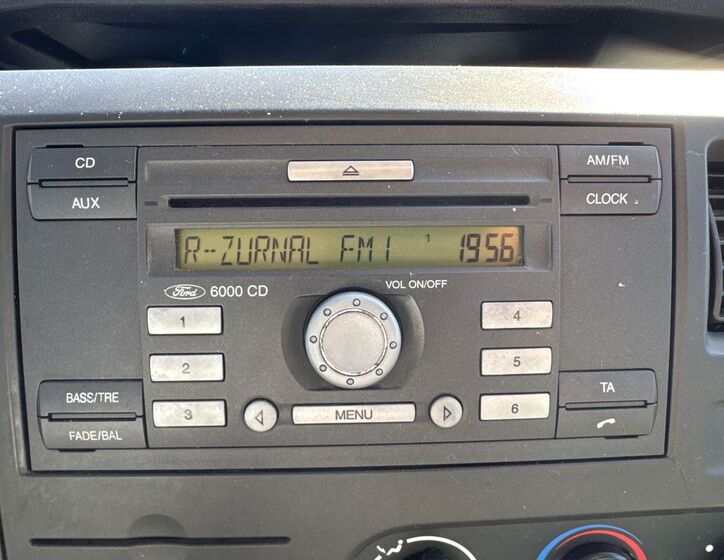 CD
AUX
AM/FM
CLOCK
R-ZURNAL FM1 1 1956
Ford 6000 CD
VOL ON/OFF
1
2
3
4
5
6
MENU
BASS/TRE
FADE/BAL
TA